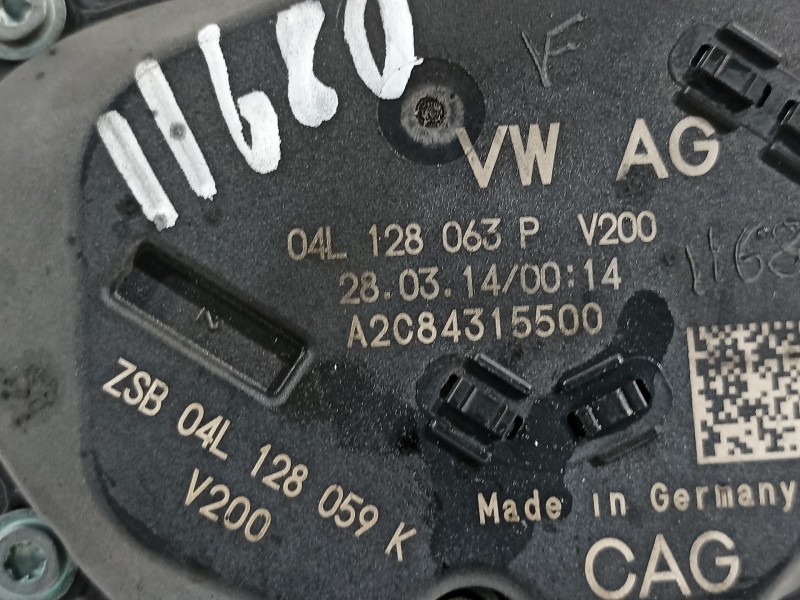 11680
VW AG
04L 128 063 P V200
28.03.14/00:14
A2C84315500
ZSB 04L 128 059 K
V200
Made in Germany
CAG